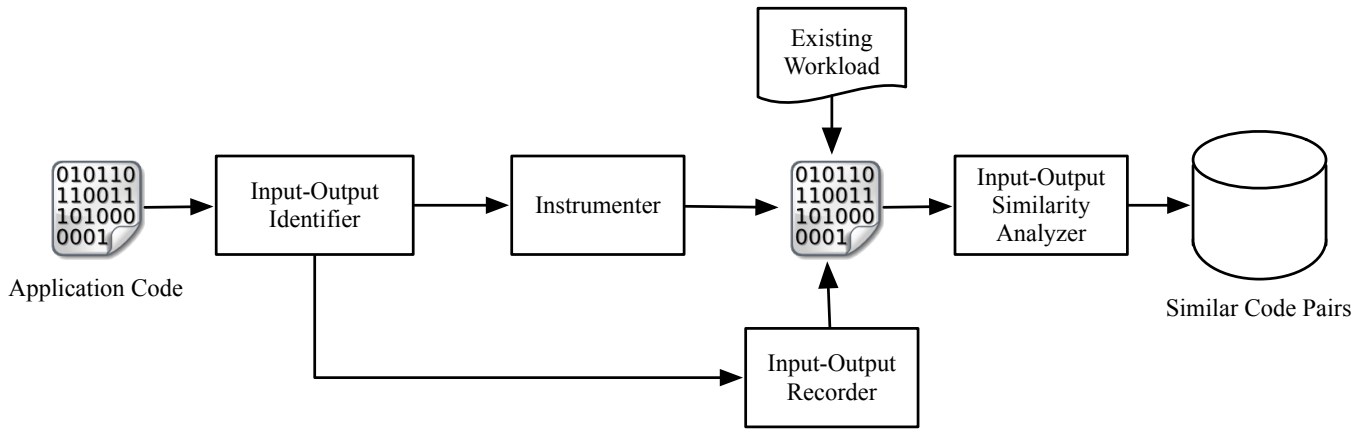 Existing
Workload
010110
110011
101000
0001
Application Code
Input-Output
Identifier
Instrumenter
010110
110011
101000
0001
Input-Output
Similarity
Analyzer
Similar Code Pairs
Input-Output
Recorder